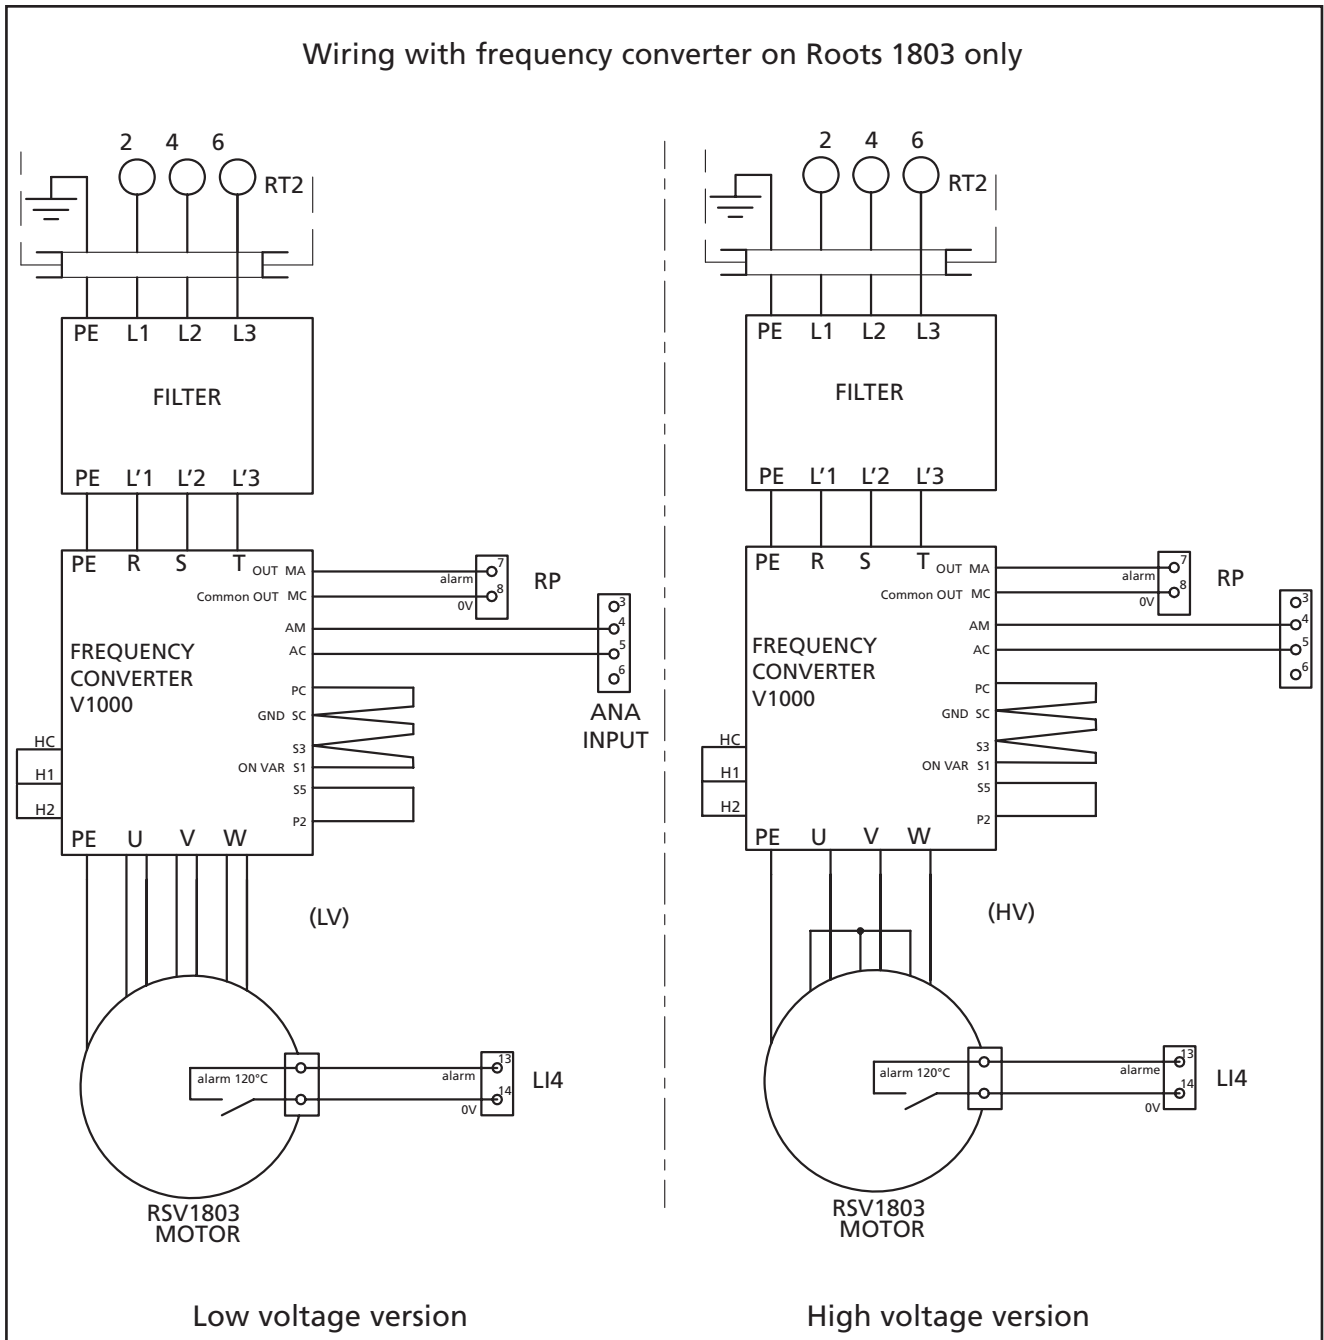 Wiring with frequency converter on Roots 1803 only
2 4 6
RT2
PE L1 L2 L3
FILTER
PE L'1 L'2 L'3
PE R S T
OUT MA
Common OUT MC
AM
AC
FREQUENCY
CONVERTER
V1000
PC
GND SC
S3
ON VAR S1
S5
P2
HC
H1
H2
PE U V W
alarm
7
8
0V
RP
3
4
5
6
ANA
INPUT
(LV)
alarm 120°C
alarm
13
14
0V
LI4
RSV1803
MOTOR
Low voltage version
2 4 6
RT2
PE L1 L2 L3
FILTER
PE L'1 L'2 L'3
PE R S T
OUT MA
Common OUT MC
AM
AC
FREQUENCY
CONVERTER
V1000
PC
GND SC
S3
ON VAR S1
S5
P2
HC
H1
H2
PE U V W
alarm
7
8
0V
RP
3
4
5
6
(HV)
alarm 120°C
alarme
13
14
0V
LI4
RSV1803
MOTOR
High voltage version